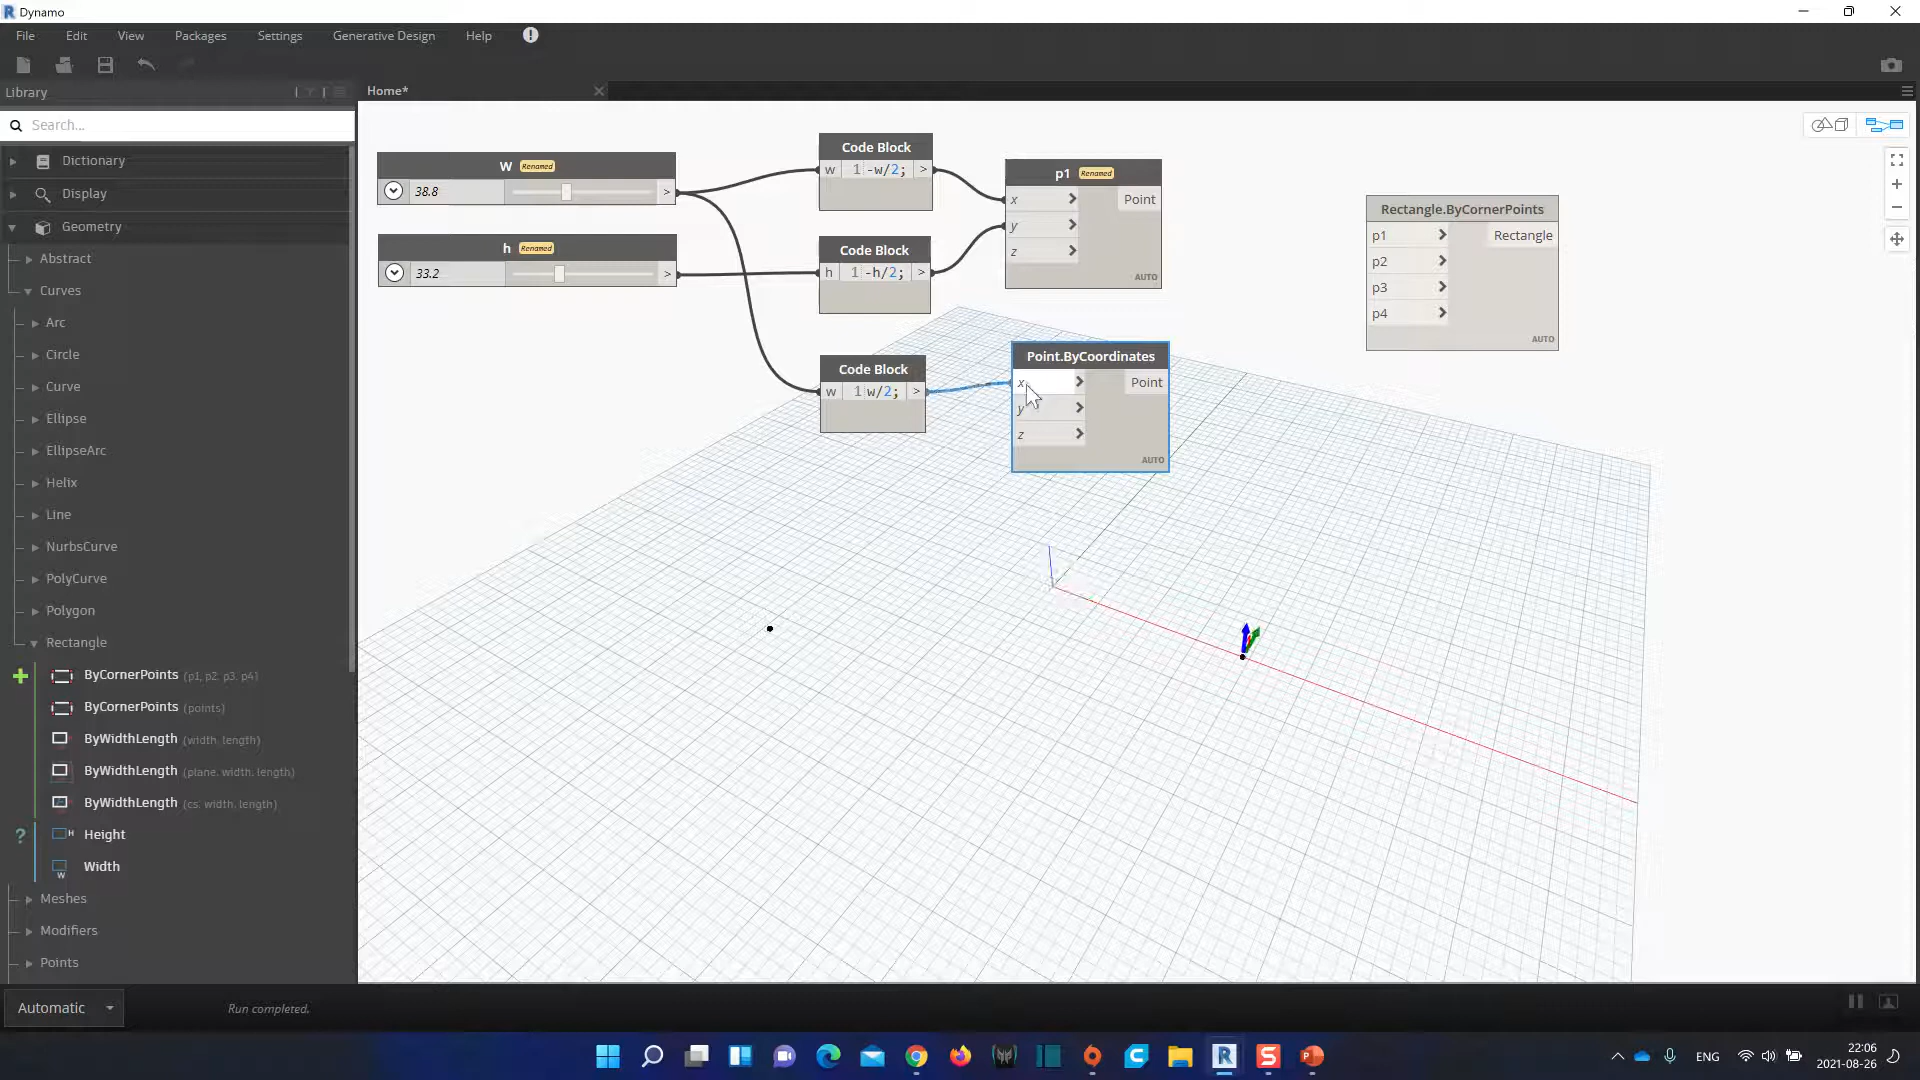 Dynamo
File Edit View Packages Settings Generative Design Help
Library
Home*
Search...
Dictionary
Display
Geometry
Abstract
Curves
Arc
Circle
Curve
Ellipse
EllipseArc
Helix
Line
NurbsCurve
PolyCurve
Polygon
Rectangle
ByCornerPoints (p1, p2, p3, p4)
ByCornerPoints (points)
ByWidthLength (width, length)
ByWidthLength (plane, width, length)
ByWidthLength (cs, width, length)
? H Height
W Width
Meshes
Modifiers
Points
W Renamed
38.8 >
h Renamed
33.2 >
Code Block
w 1 -w/2; >
Code Block
h 1 -h/2; >
Code Block
w 1 w/2; >
p1 Renamed
x Point
y
z
AUTO
Point.ByCoordinates
x Point
y
z
AUTO
Rectangle.ByCornerPoints
p1 Rectangle
p2
p3
p4
AUTO
Automatic
Run completed.
ENG
22:06
2021-08-26